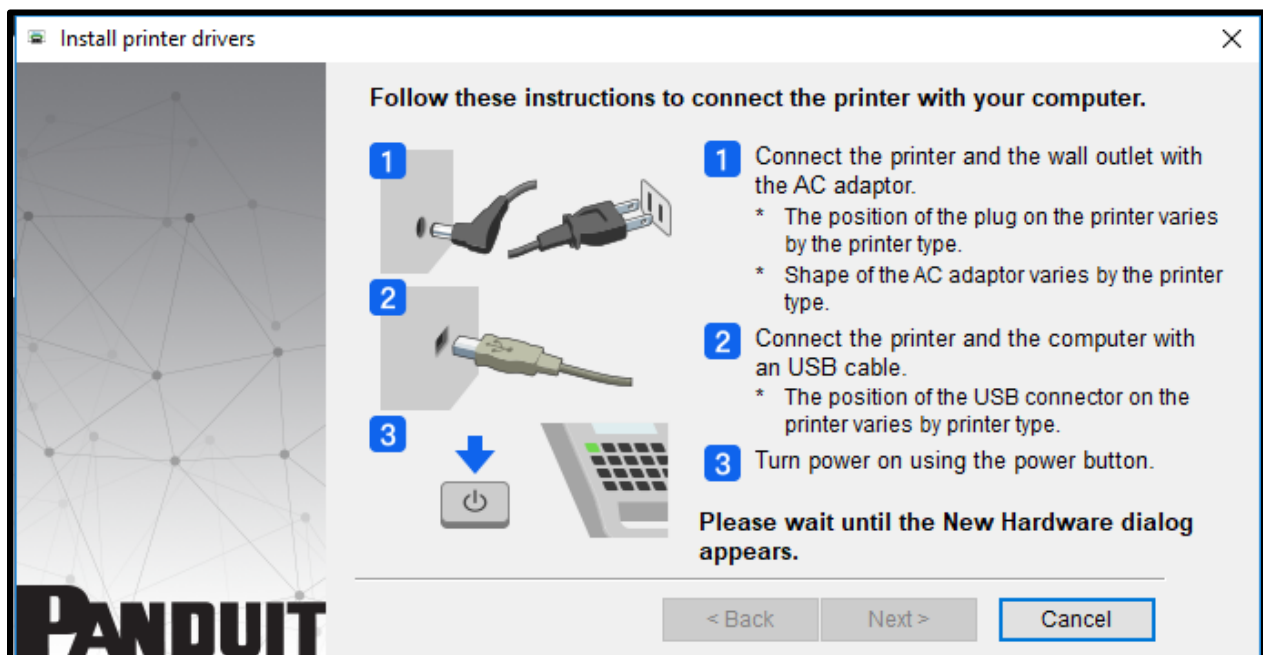 Install printer drivers
Follow these instructions to connect the printer with your computer.
1
2
3
1 Connect the printer and the wall outlet with
the AC adaptor.
* The position of the plug on the printer varies
by the printer type.
* Shape of the AC adaptor varies by the printer
type.
2 Connect the printer and the computer with
an USB cable.
* The position of the USB connector on the
printer varies by printer type.
3 Turn power on using the power button.
Please wait until the New Hardware dialog
appears.
PANDUIT
< Back Next > Cancel